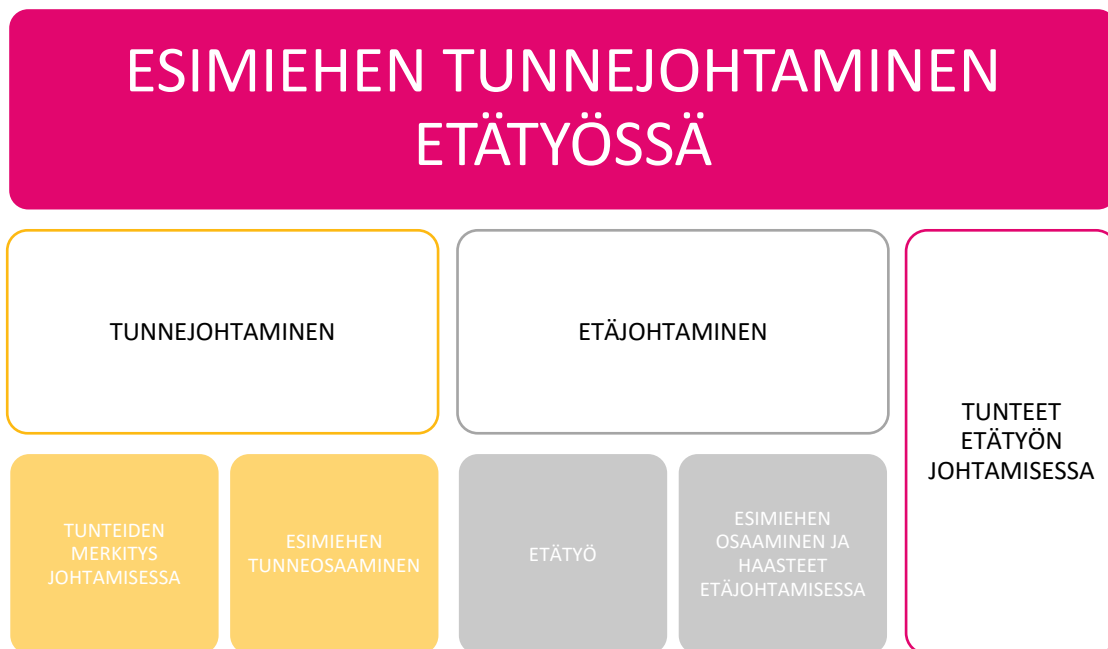 ESIMIEHEN TUNNEJOHTAMINEN
ETÄTYÖSSÄ
TUNNEJOHTAMINEN
ETÄJOHTAMINEN
TUNTEET
ETÄTYÖN
JOHTAMISESSA
TUNTEIDEN
MERKITYS
JOHTAMISESSA
ESIMIEHEN
TUNNEOSAAMINEN
ETÄTYÖ
ESIMIEHEN
OSAAMINEN JA
HAASTEET
ETÄJOHTAMISESSA